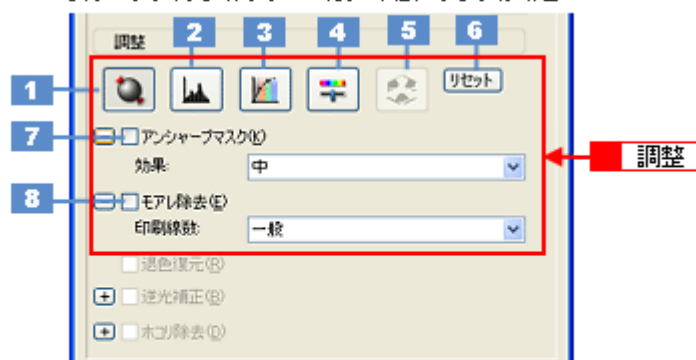 調整
2 3 4 5 6
1
リセット
7
アンシャープマスク(K)
調整
効果:
中
8
モアレ除去(E)
印刷線数:
一般
退色復元(R)
逆光補正(B)
ホコリ除去(D)